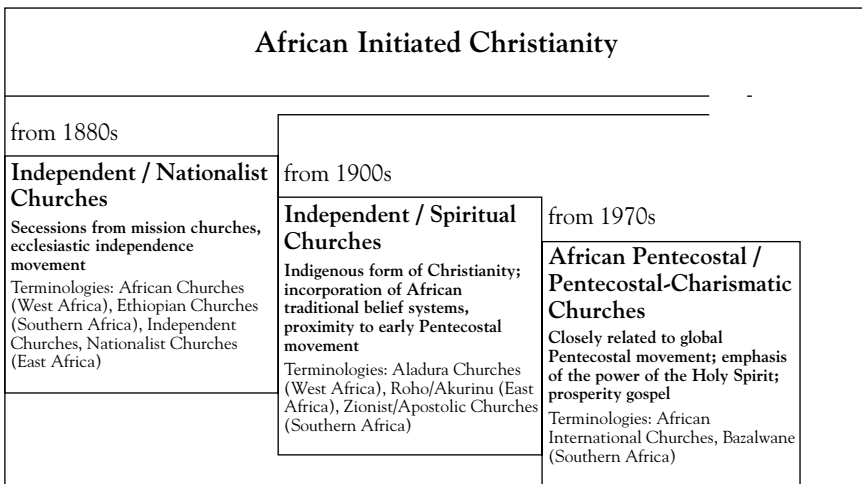 African Initiated Christianity
from 1880s
Independent / Nationalist
Churches
Secessions from mission churches,
ecclesiastic independence
movement
Terminologies: African Churches
(West Africa), Ethiopian Churches
(Southern Africa), Independent
Churches, Nationalist Churches
(East Africa)
from 1900s
Independent / Spiritual
Churches
Indigenous form of Christianity;
incorporation of African
traditional belief systems,
proximity to early Pentecostal
movement
Terminologies: Aladura Churches
(West Africa), Roho/Akurinu (East
Africa), Zionist/Apostolic Churches
(Southern Africa)
from 1970s
African Pentecostal /
Pentecostal-Charismatic
Churches
Closely related to global
Pentecostal movement; emphasis
of the power of the Holy Spirit;
prosperity gospel
Terminologies: African
International Churches, Bazalwane
(Southern Africa)